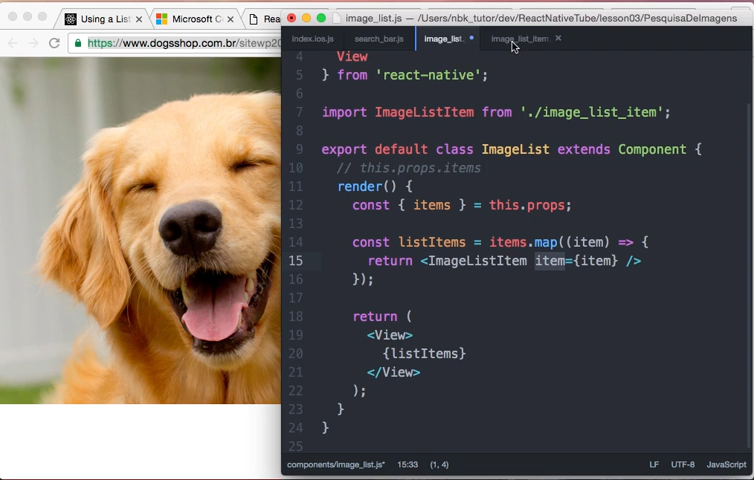 Using a List
Microsoft C
Rea
https://www.dogsshop.com.br/sitewp20
image_list.js — /Users/nbk_tutor/dev/ReactNativeTube/lesson03/PesquisaDeImagens
index.ios.js
search_bar.js
image_list.
image_list_item
4 View
5 } from 'react-native';
6
7 import ImageListItem from './image_list_item';
8
9 export default class ImageList extends Component {
10 // this.props.items
11 render() {
12 const { items } = this.props;
13
14 const listItems = items.map((item) => {
15 return <ImageListItem item={item} />
16 });
17
18 return (
19 <View>
20 {listItems}
21 </View>
22 );
23 }
24 }
25
components/image_list.js* 15:33 (1, 4) LF UTF-8 JavaScript